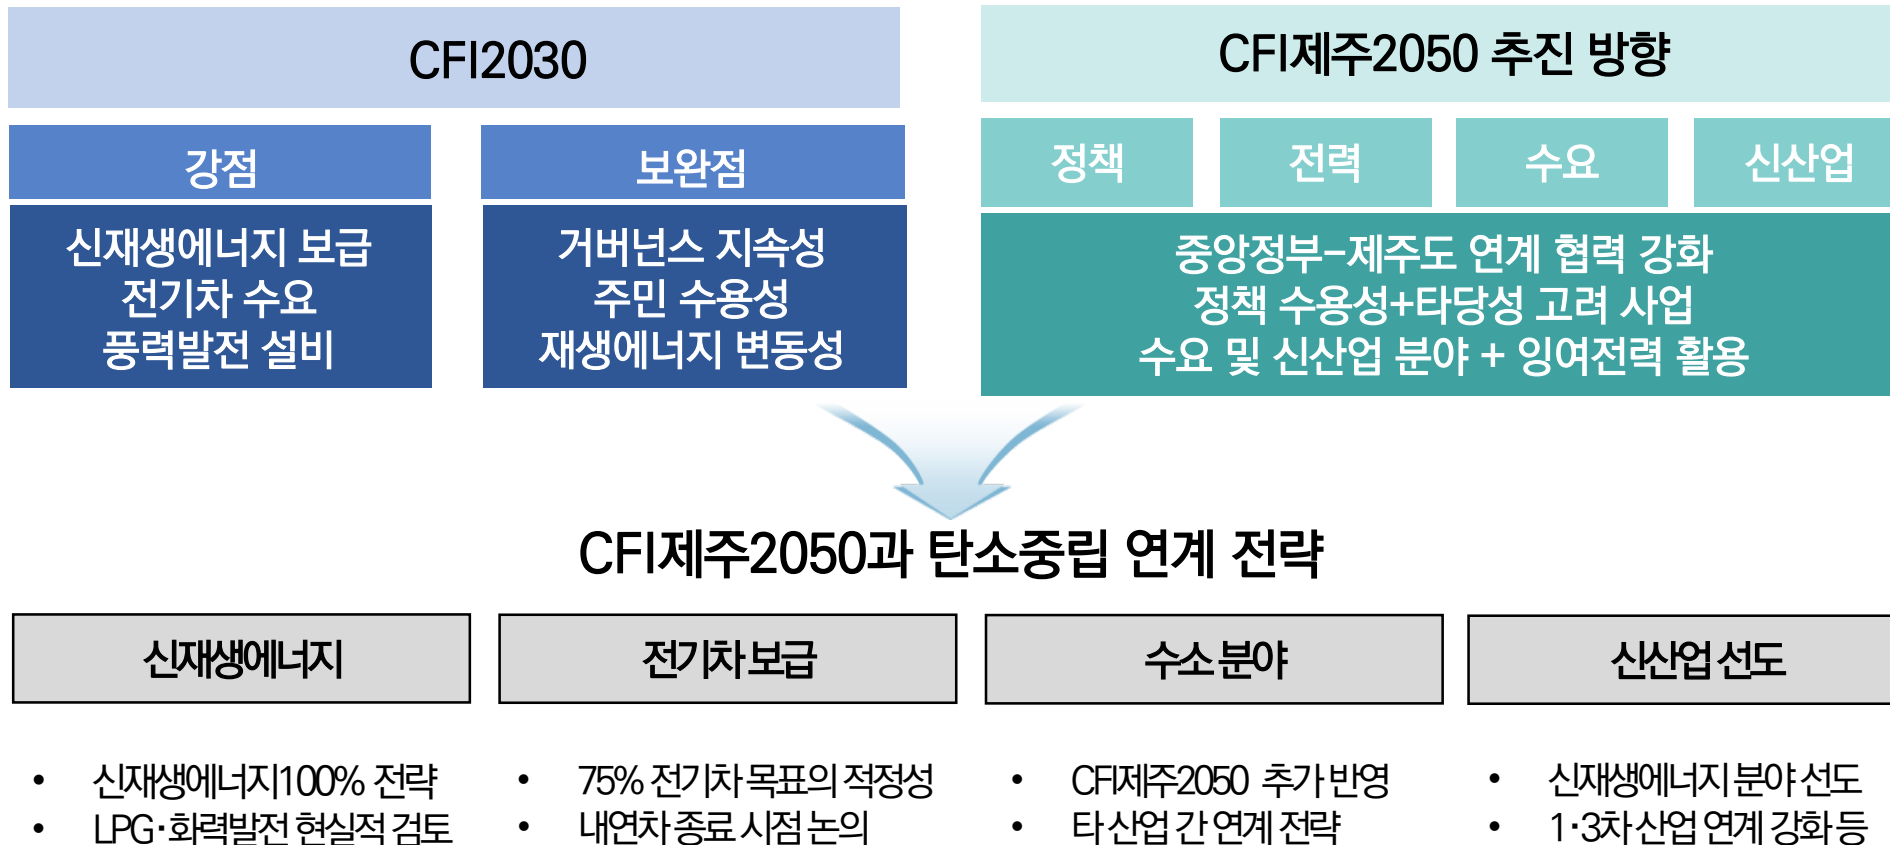 CFI2030
강점
신재생에너지 보급
전기차 수요
풍력발전 설비
보완점
거버넌스 지속성
주민 수용성
재생에너지 변동성
CFI제주2050 추진 방향
정책
전력
수요
신산업
중앙정부-제주도 연계 협력 강화
정책 수용성+타당성 고려 사업
수요 및 신산업 분야 + 잉여전력 활용
CFI제주2050과 탄소중립 연계 전략
신재생에너지
• 신재생에너지100% 전략
• LPG·화력발전 현실적 검토
전기차 보급
• 75% 전기차 목표의 적정성
• 내연차 종료 시점 논의
수소 분야
• CFI제주2050 추가 반영
• 타 산업 간 연계 전략
신산업 선도
• 신재생에너지 분야 선도
• 1·3차 산업 연계 강화 등